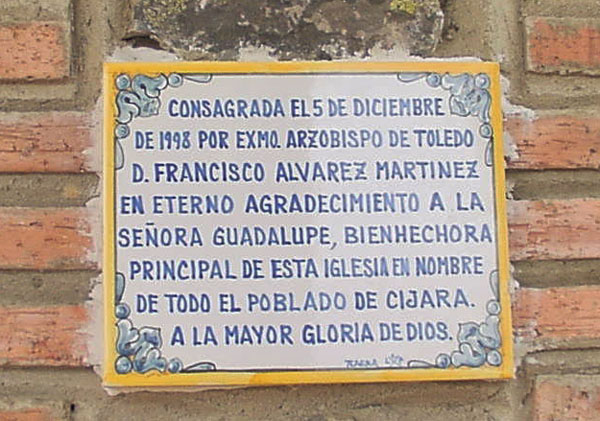 CONSAGRADA EL 5 DE DICIEMBRE
DE 1998 POR EXMO. ARZOBISPO DE TOLEDO
D. FRANCISCO ALVAREZ MARTINEZ
EN ETERNO AGRADECIMIENTO A LA
SEÑORA GUADALUPE, BIENHECHORA
PRINCIPAL DE ESTA IGLESIA EN NOMBRE
DE TODO EL POBLADO DE CIJARA.
A LA MAYOR GLORIA DE DIOS.